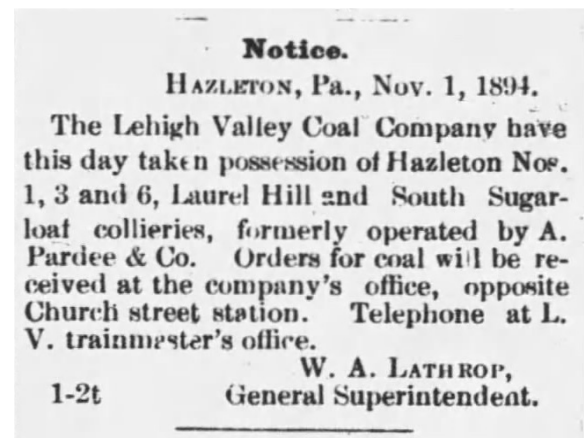 Notice.
HAZLETON, Pa., Nov. 1, 1894.
The Lehigh Valley Coal Company have
this day taken possession of Hazleton Nos.
1, 3 and 6, Laurel Hill and South Sugar-
loaf collieries, formerly operated by A.
Pardee & Co. Orders for coal will be re-
ceived at the company's office, opposite
Church street station. Telephone at L.
V. trainmaster's office.
W. A. LATHROP,
1-2t General Superintendent.